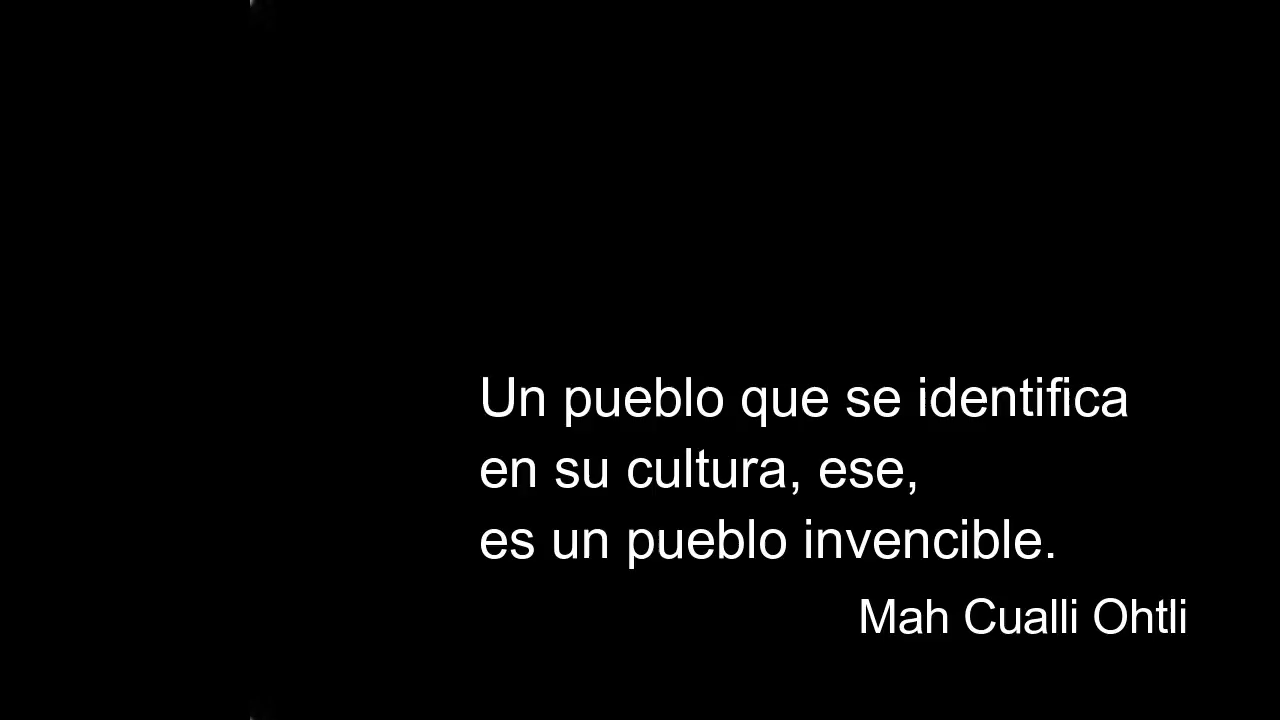 Un pueblo que se identifica
en su cultura, ese,
es un pueblo invencible.
Mah Cualli Ohtli